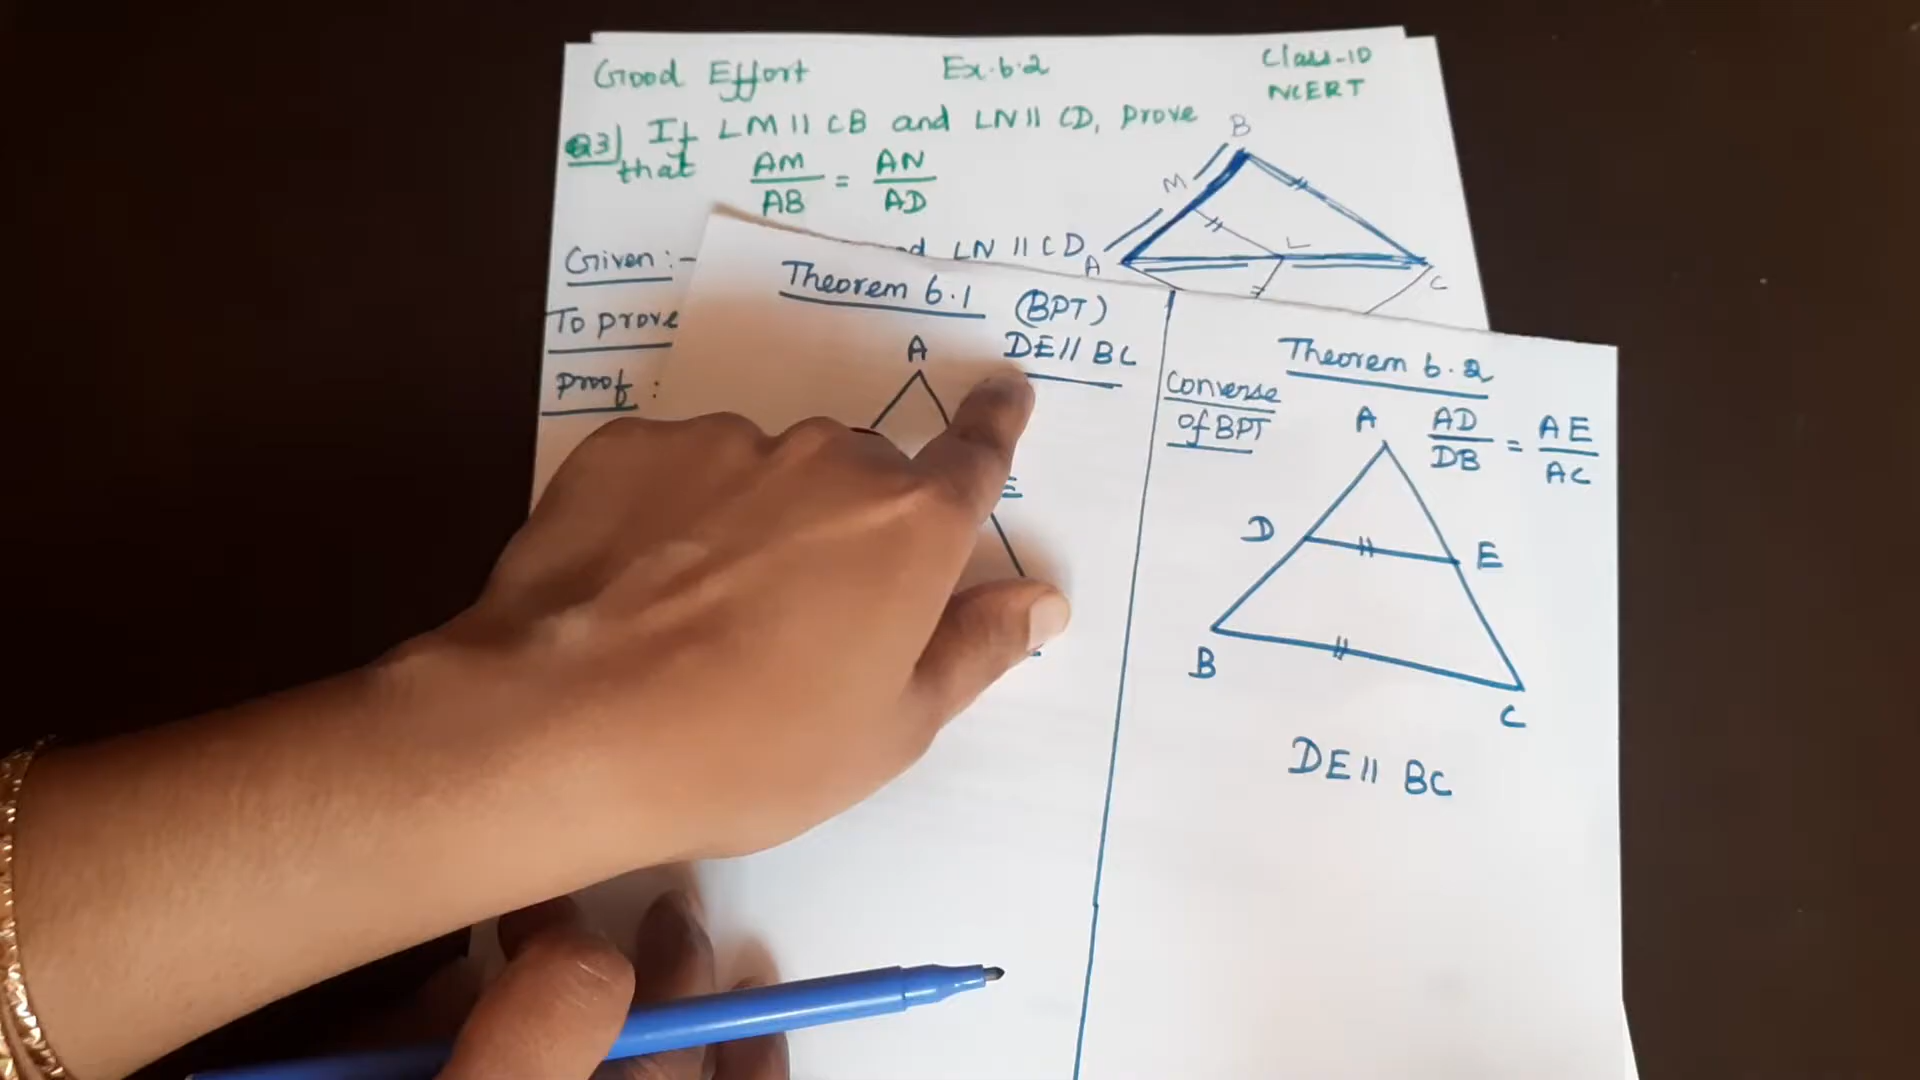 Good Effort Ex.6.2 Class-10
NCERT
Q3) If LM || CB and LN || CD, prove
that AM/AB = AN/AD
B
M
L
A
C
Given :- LN || CD
To prove
Proof :
Theorem 6.1 (BPT)
DE || BC
A
E
Theorem 6.2
Converse
of BPT
A
AD/DB = AE/AC
D
E
B
C
DE || BC